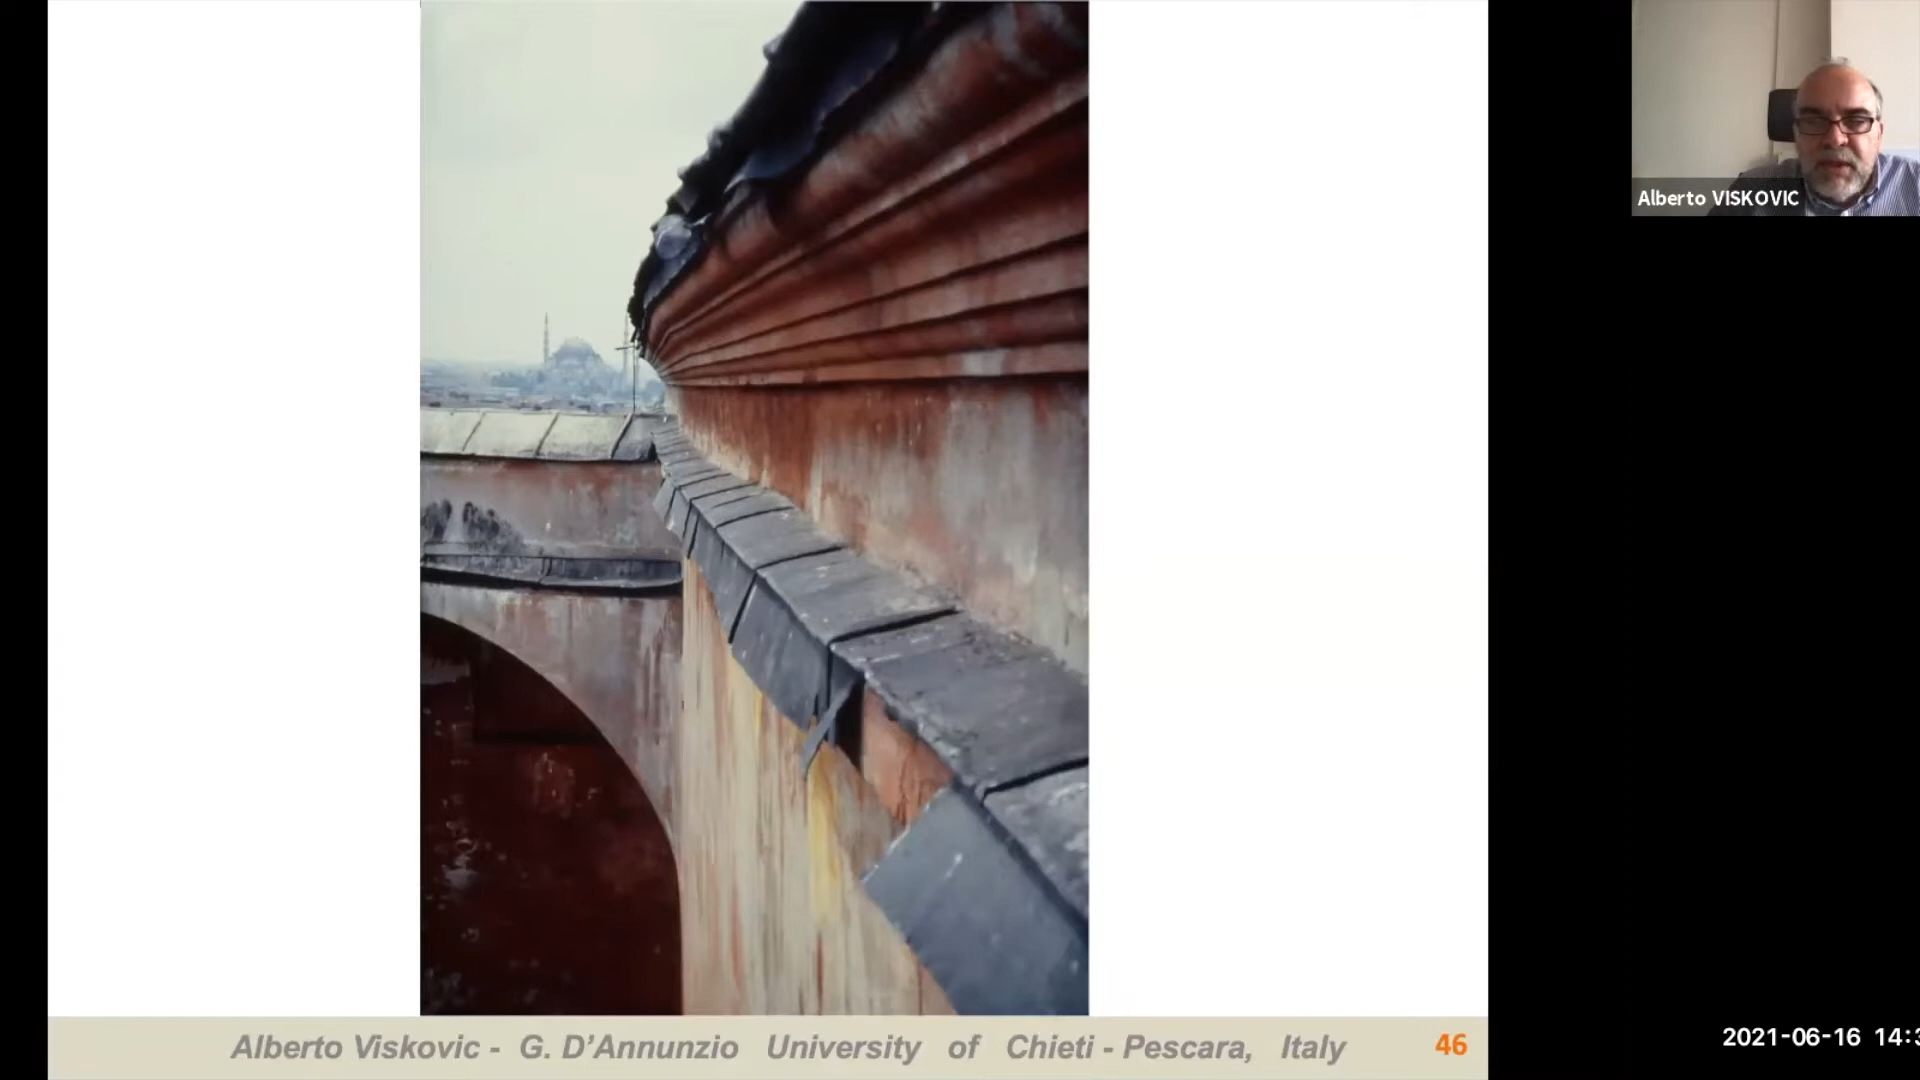 Alberto VISKOVIC
Alberto Viskovic - G. D'Annunzio University of Chieti - Pescara, Italy
46
2021-06-16 14:3